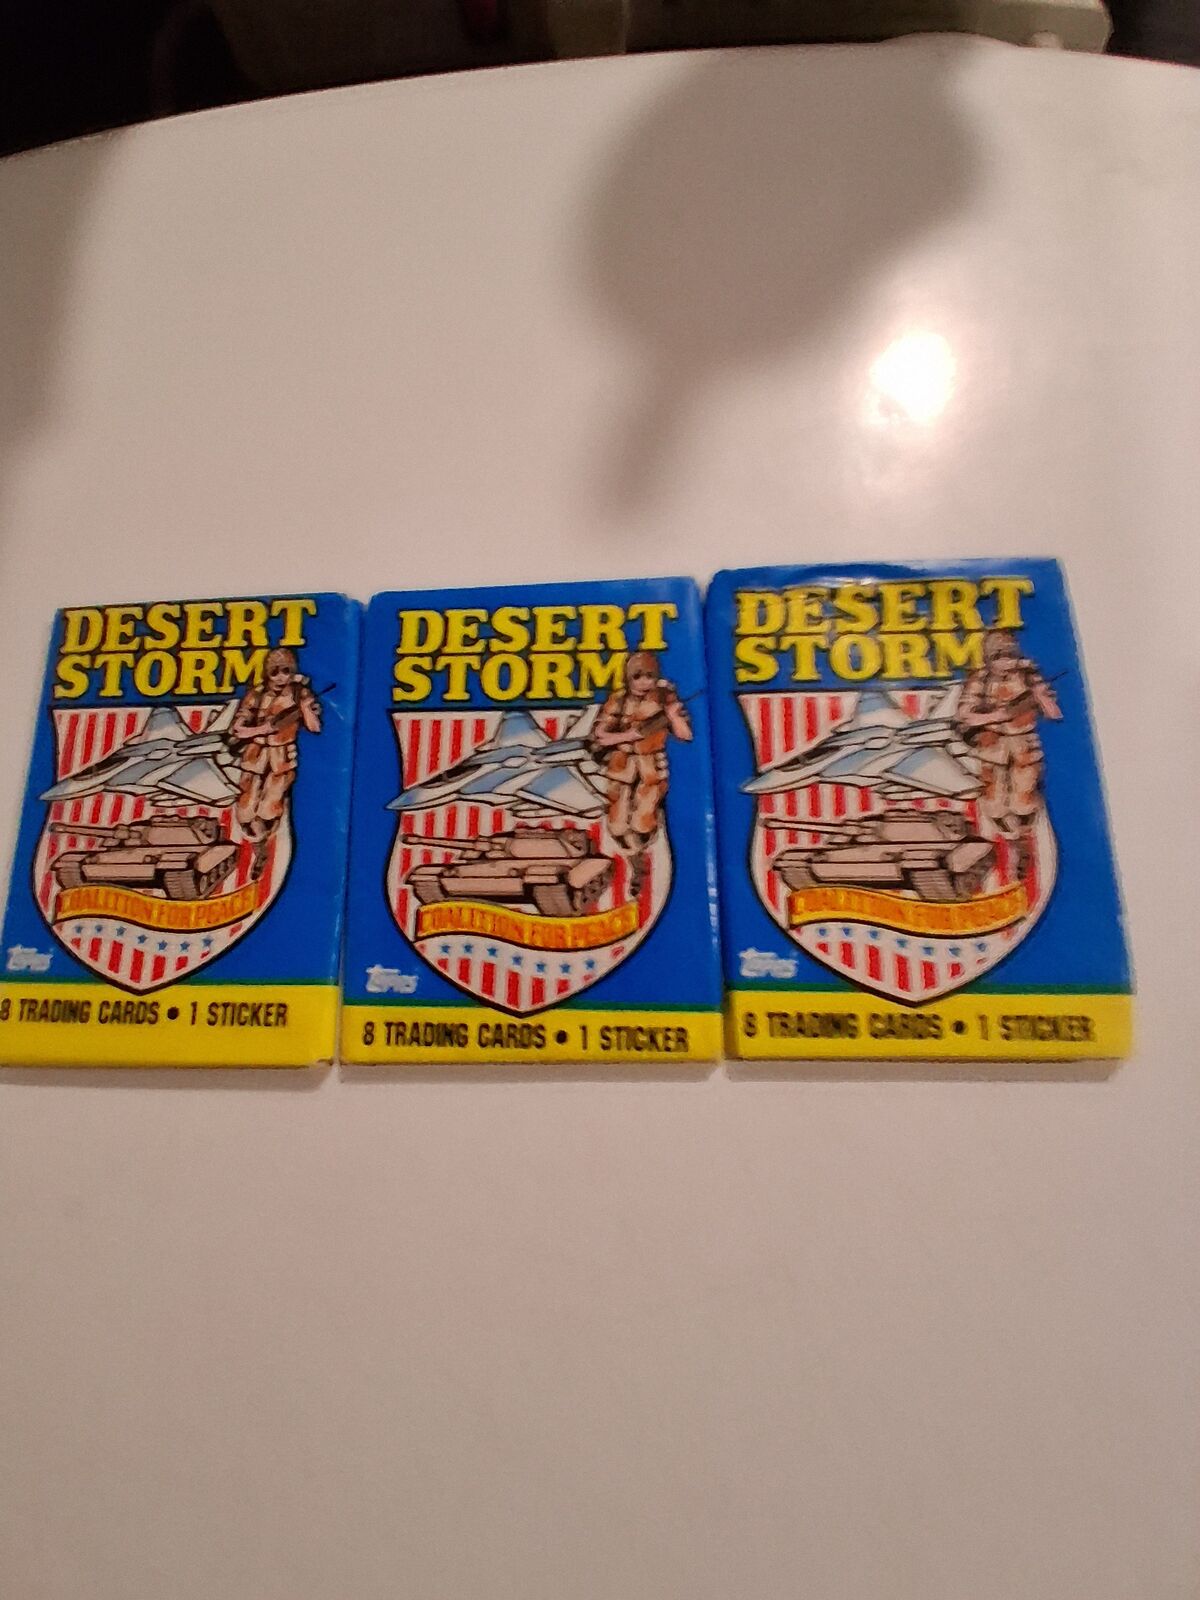 DESERT
STORM
COALITION FOR PEACE
TOPPS
8 TRADING CARDS • 1 STICKER
DESERT
STORM
COALITION FOR PEACE
TOPPS
8 TRADING CARDS • 1 STICKER
DESERT
STORM
COALITION FOR PEACE
TOPPS
8 TRADING CARDS • 1 STICKER